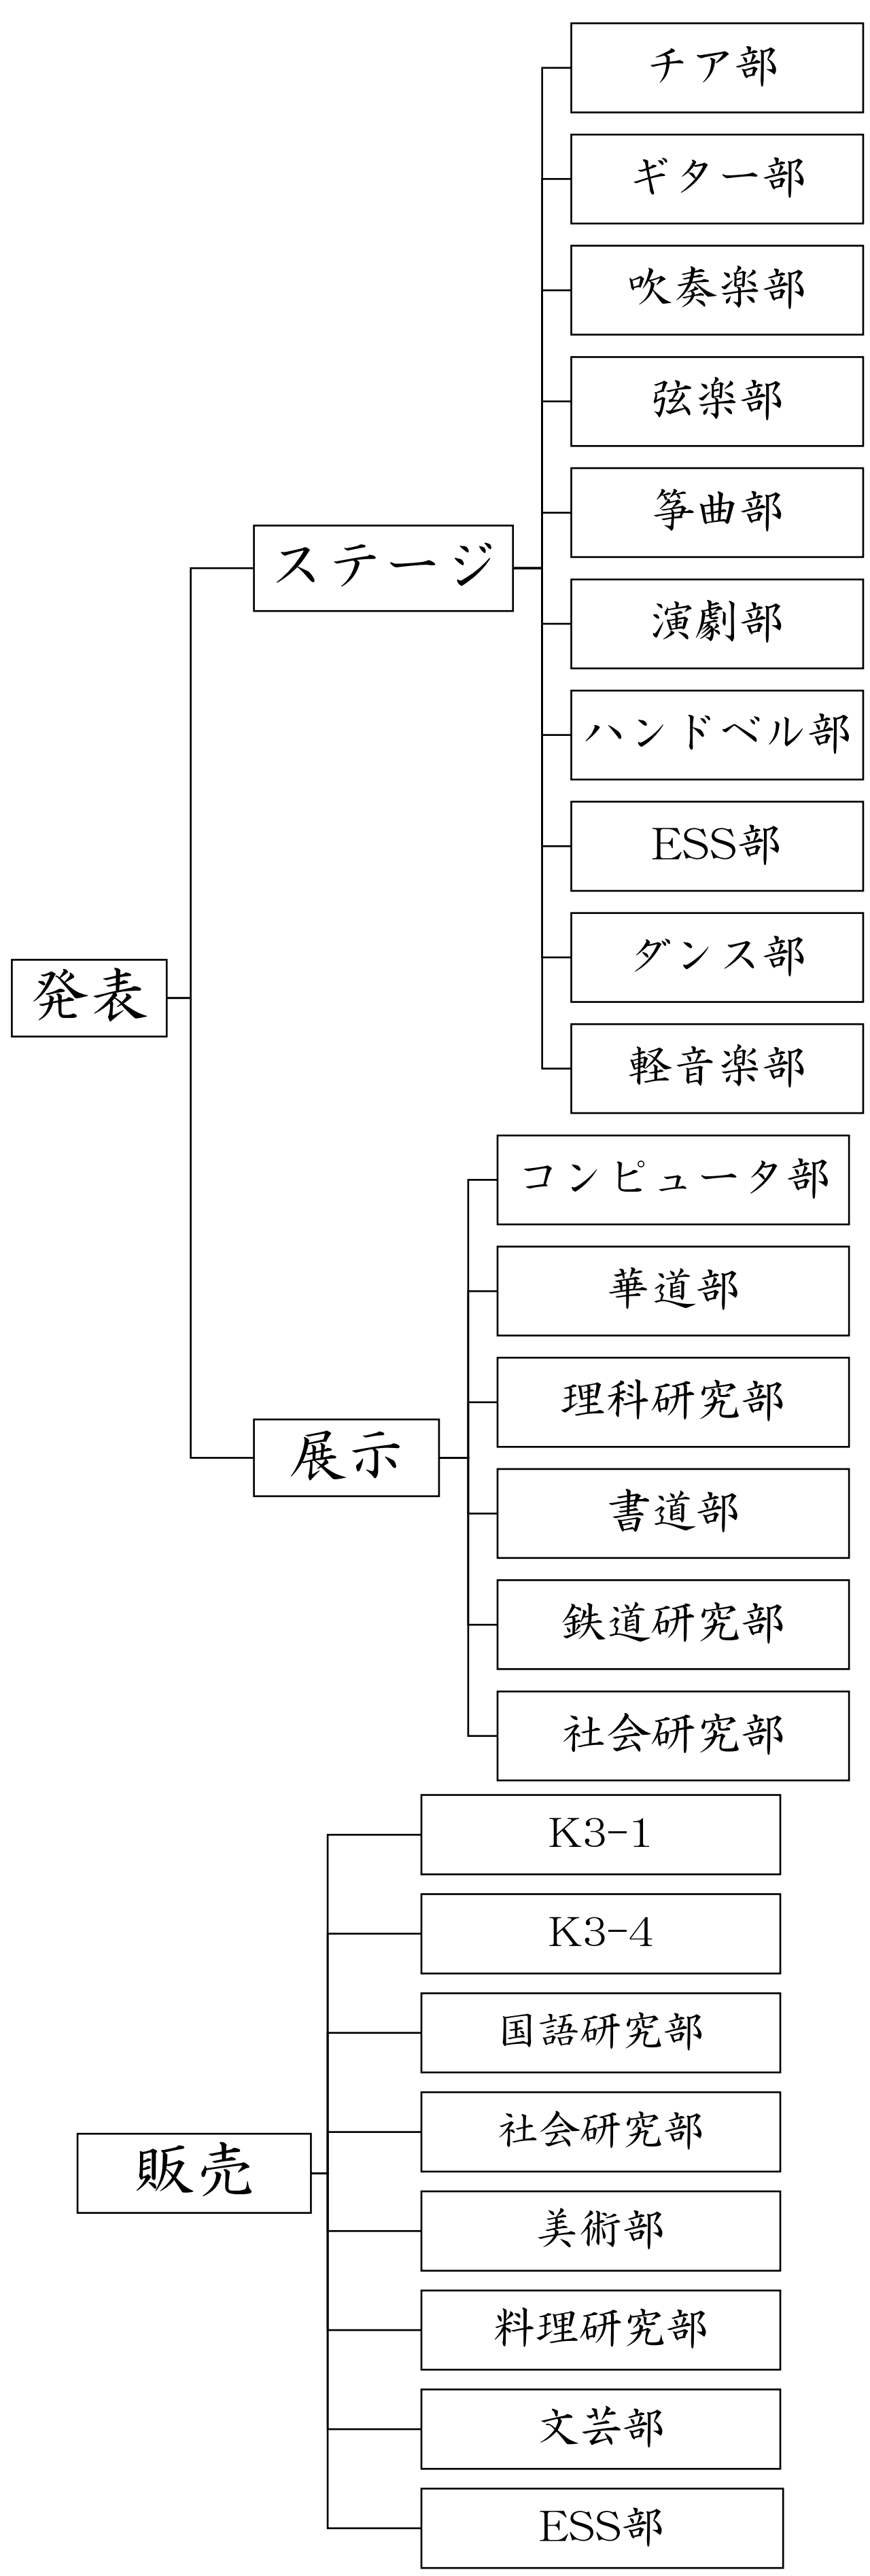 発表
ステージ
チア部
ギター部
吹奏楽部
弦楽部
箏曲部
演劇部
ハンドベル部
ESS部
ダンス部
軽音楽部
展示
コンピュータ部
華道部
理科研究部
書道部
鉄道研究部
社会研究部
販売
K3-1
K3-4
国語研究部
社会研究部
美術部
料理研究部
文芸部
ESS部